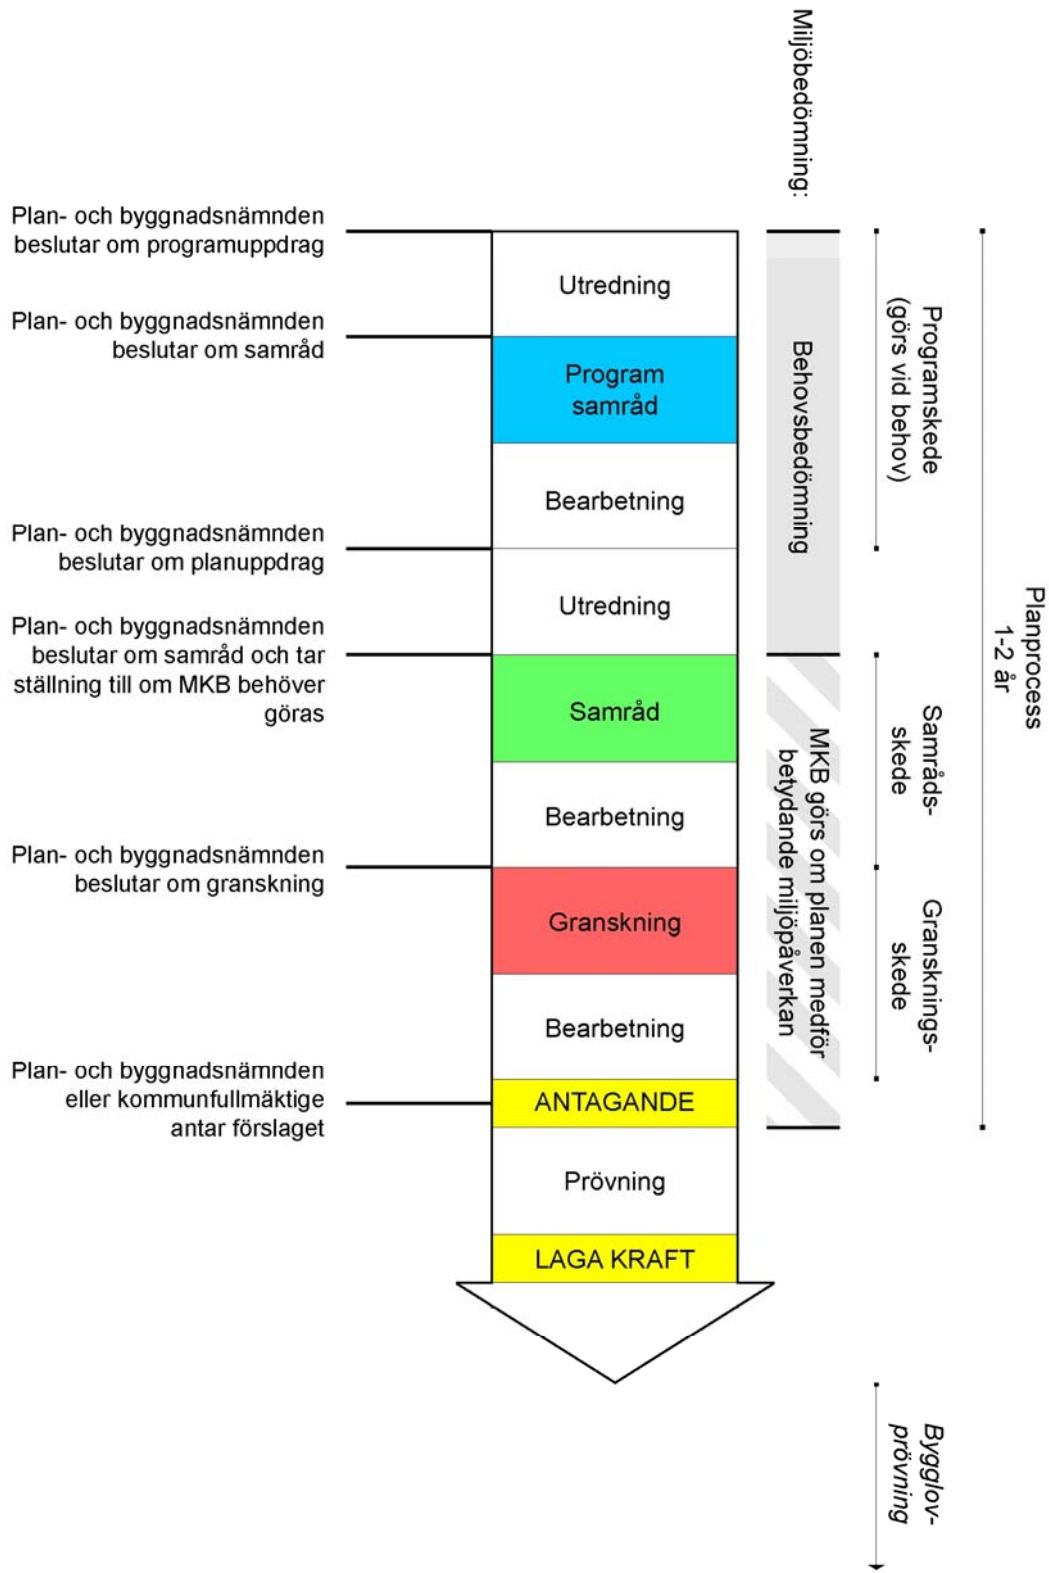 Miljöbedömning:
Plan- och byggnadsnämnden
beslutar om programuppdrag
Plan- och byggnadsnämnden
beslutar om samråd
Plan- och byggnadsnämnden
beslutar om planuppdrag
Plan- och byggnadsnämnden
beslutar om samråd och tar
ställning till om MKB behöver
göras
Plan- och byggnadsnämnden
beslutar om granskning
Plan- och byggnadsnämnden
eller kommunfullmäktige
antar förslaget
Utredning
Program
samråd
Bearbetning
Utredning
Samråd
Bearbetning
Granskning
Bearbetning
ANTAGANDE
Prövning
LAGA KRAFT
Behovsbedömning
MKB görs om planen medför
betydande miljöpåverkan
Programskede
(görs vid behov)
Samråds-
skede
Gransknings-
skede
Planprocess
1-2 år
Bygglov-
prövning